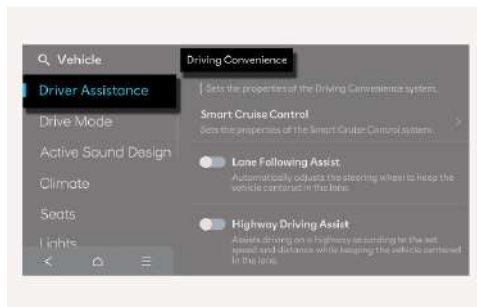 Vehicle
Driver Assistance
Drive Mode
Active Sound Design
Climate
Seats
Lights
Driving Convenience
Sets the properties of the Driving Convenience system.
Smart Cruise Control
Sets the properties of the Smart Cruise Control system.
Lane Following Assist
Automatically adjusts the steering wheel to keep the
vehicle centered in the lane.
Highway Driving Assist
Assists driving on a highway according to the set
speed and distance while keeping the vehicle centered
in the lane.